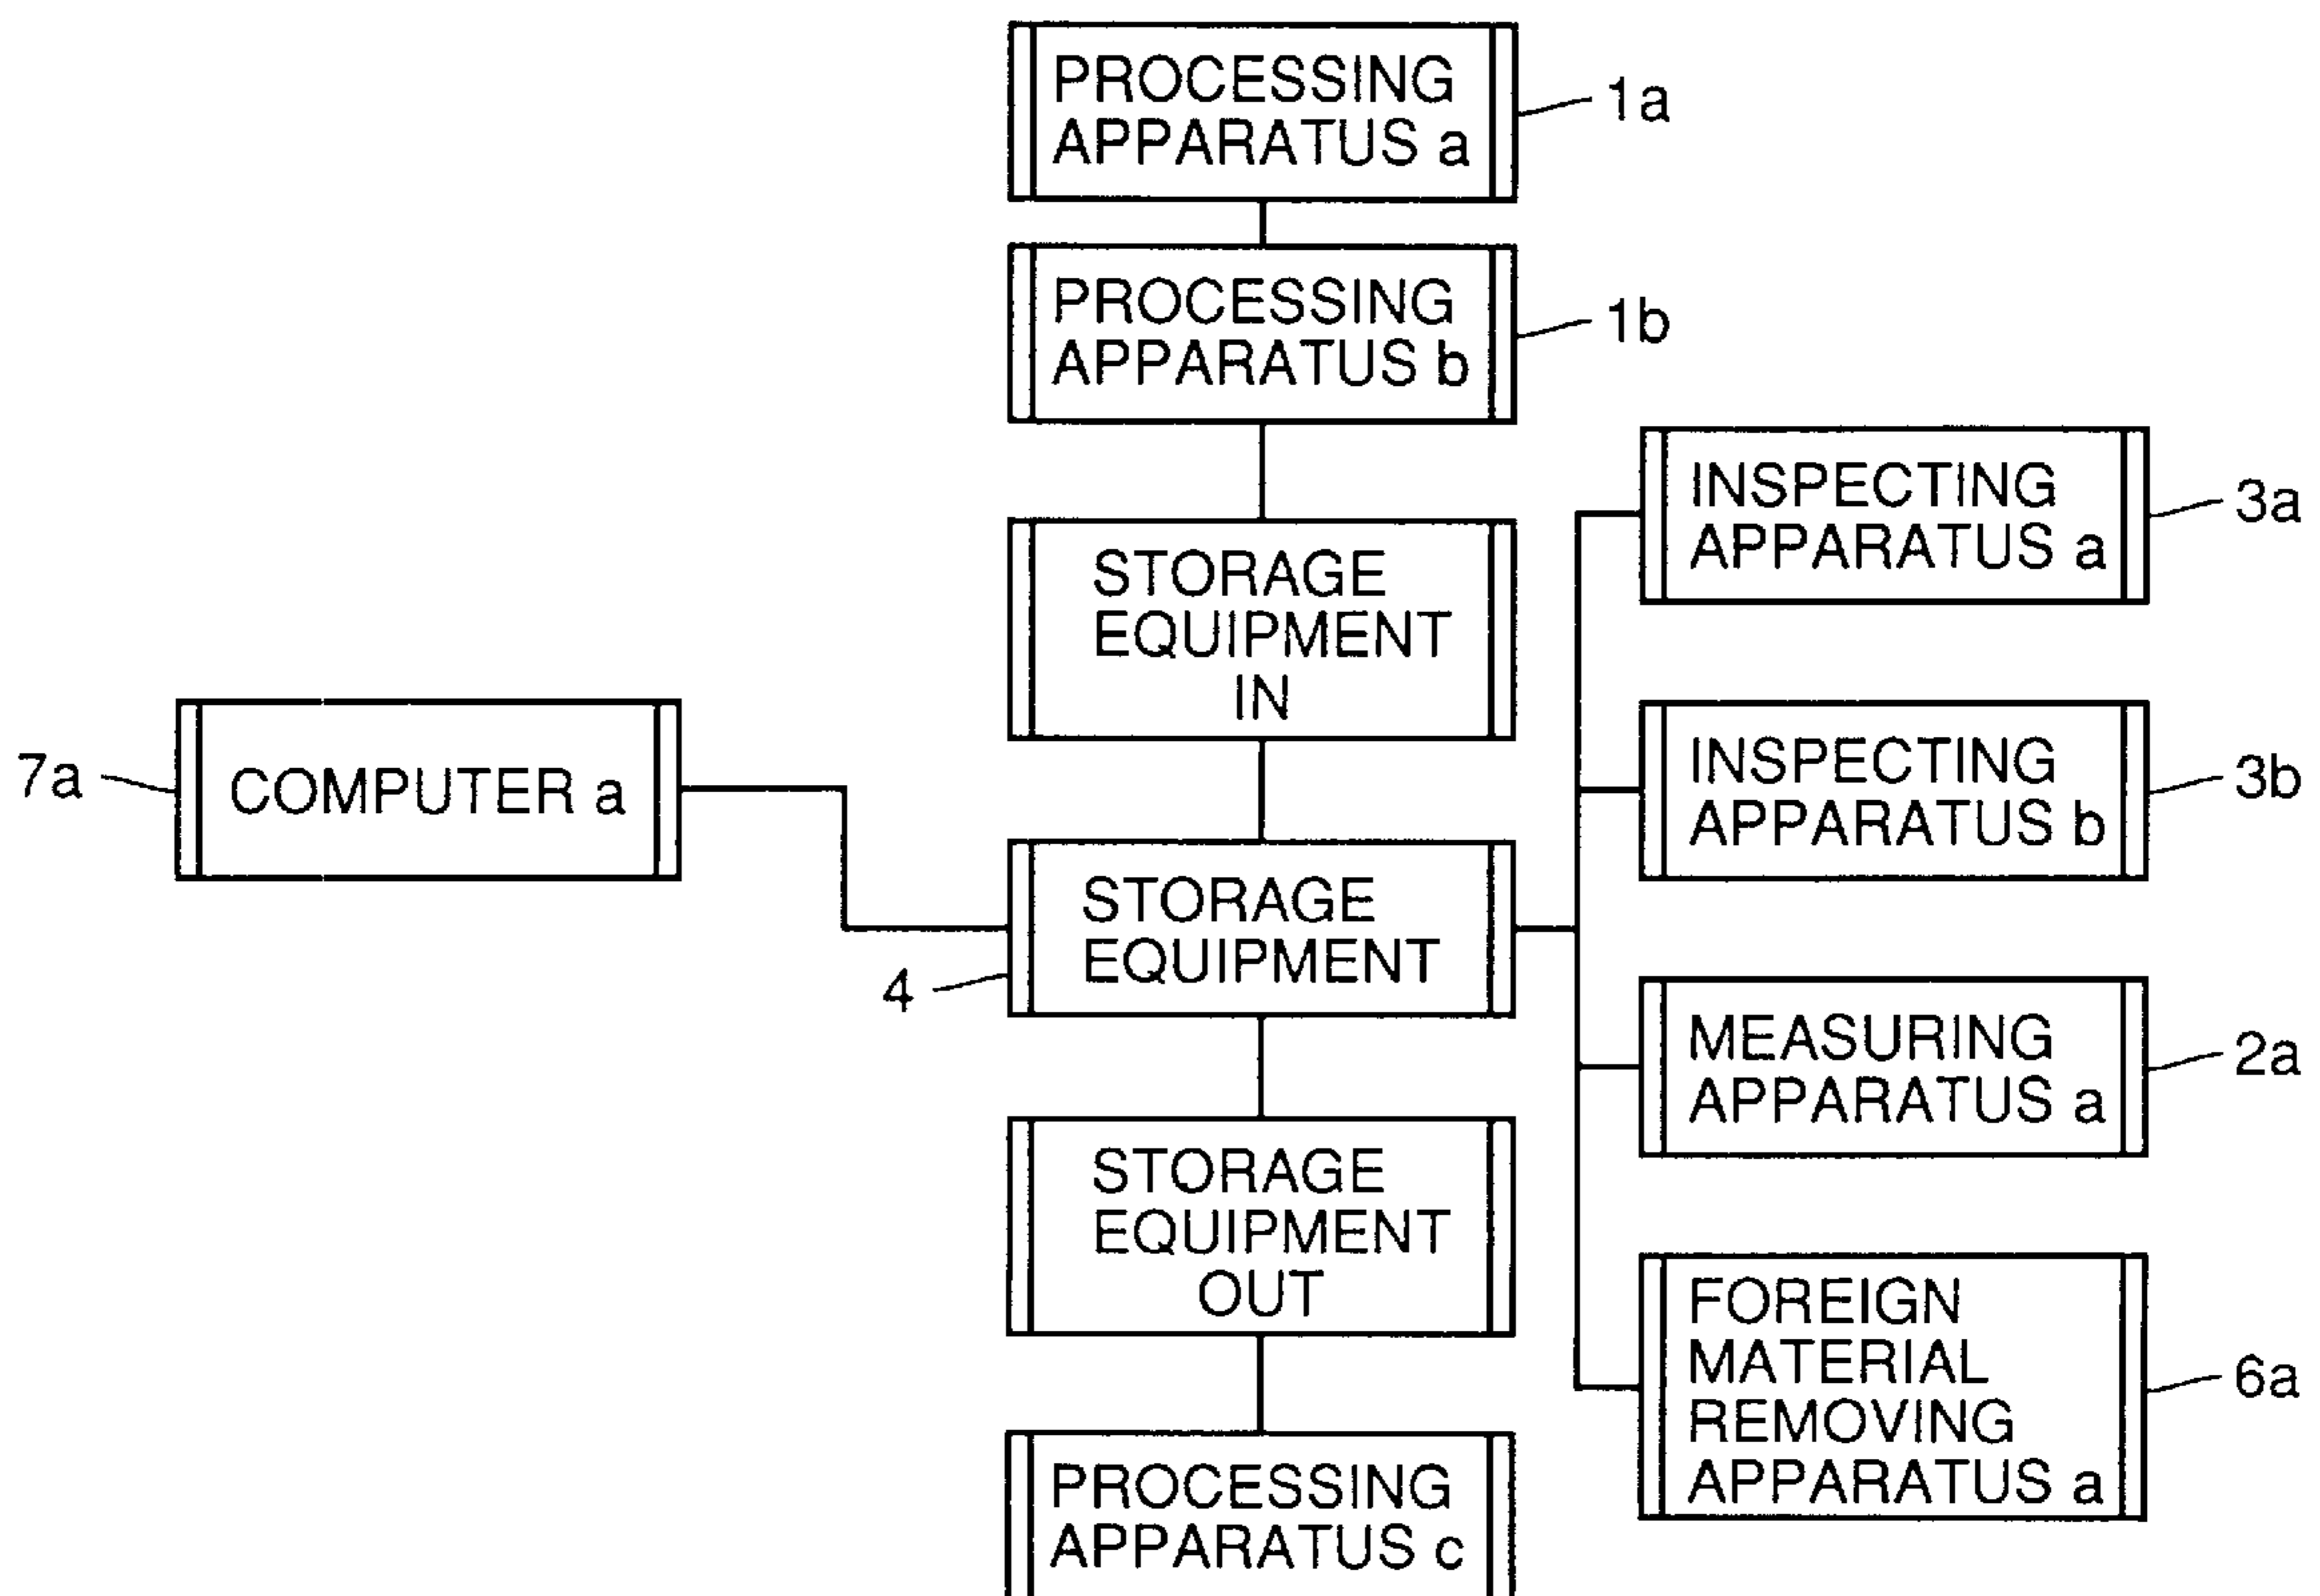 PROCESSING
APPARATUS a
1a
PROCESSING
APPARATUS b
1b
STORAGE
EQUIPMENT
IN
INSPECTING
APPARATUS a
3a
7a
COMPUTER a
INSPECTING
APPARATUS b
3b
STORAGE
EQUIPMENT
4
MEASURING
APPARATUS a
2a
STORAGE
EQUIPMENT
OUT
FOREIGN
MATERIAL
REMOVING
APPARATUS a
6a
PROCESSING
APPARATUS c